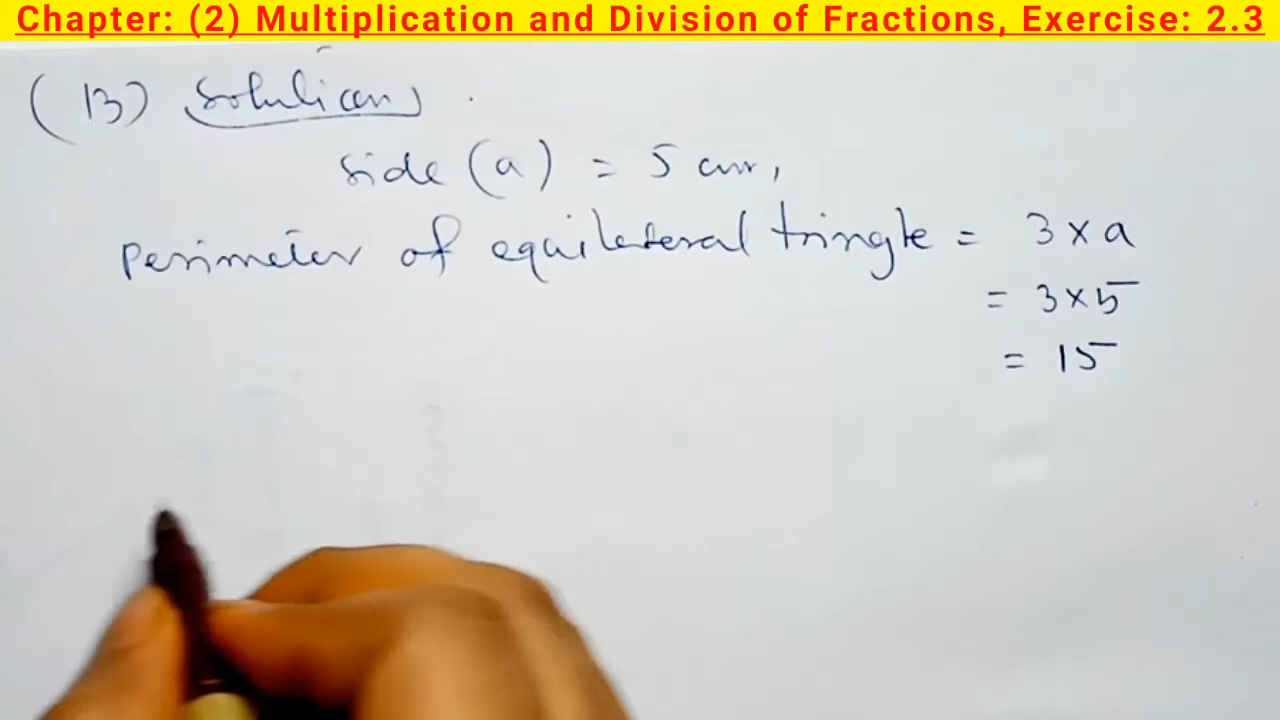 Chapter: (2) Multiplication and Division of Fractions, Exercise: 2.3
(13) Solution,
side (a) = 5 cm,
perimeter of equilateral tringle = 3 × a
= 3 × 5
= 15